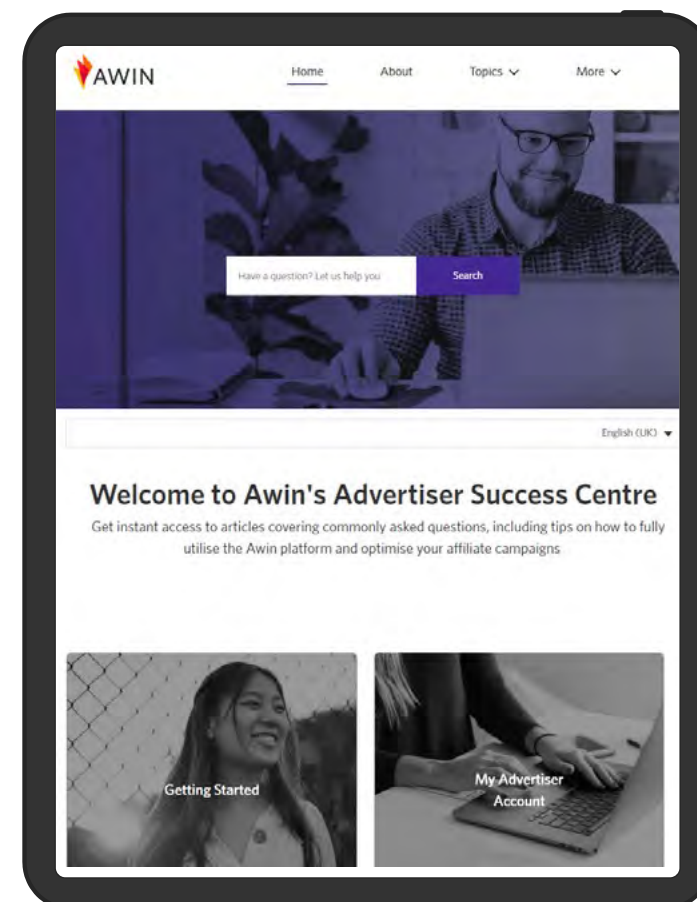 AWIN
Home About Topics More
Have a question? Let us help you Search
English (UK)
Welcome to Awin's Advertiser Success Centre
Get instant access to articles covering commonly asked questions, including tips on how to fully
utilise the Awin platform and optimise your affiliate campaigns
Getting Started
My Advertiser
Account